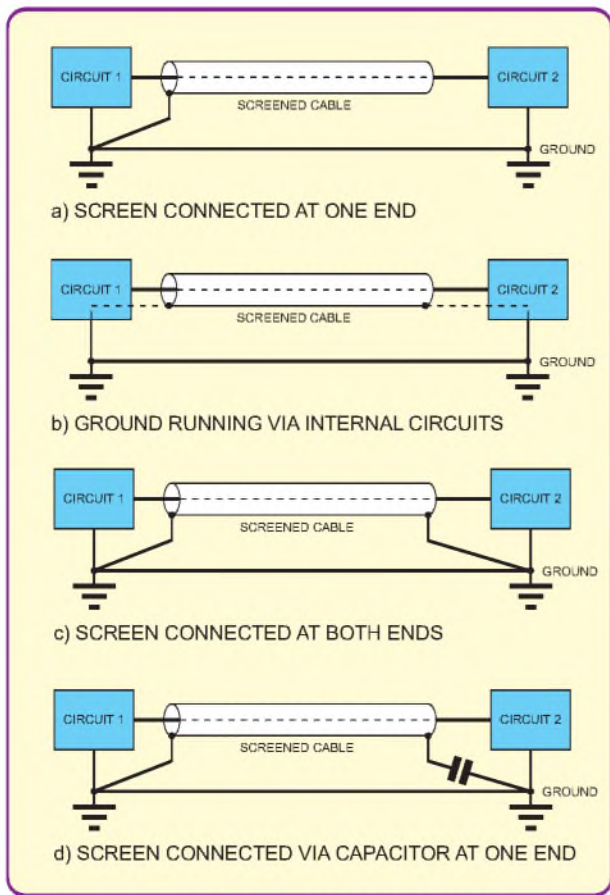 CIRCUIT 1
CIRCUIT 2
SCREENED CABLE
GROUND
a) SCREEN CONNECTED AT ONE END
CIRCUIT 1
CIRCUIT 2
SCREENED CABLE
GROUND
b) GROUND RUNNING VIA INTERNAL CIRCUITS
CIRCUIT 1
CIRCUIT 2
SCREENED CABLE
GROUND
c) SCREEN CONNECTED AT BOTH ENDS
CIRCUIT 1
CIRCUIT 2
SCREENED CABLE
GROUND
d) SCREEN CONNECTED VIA CAPACITOR AT ONE END